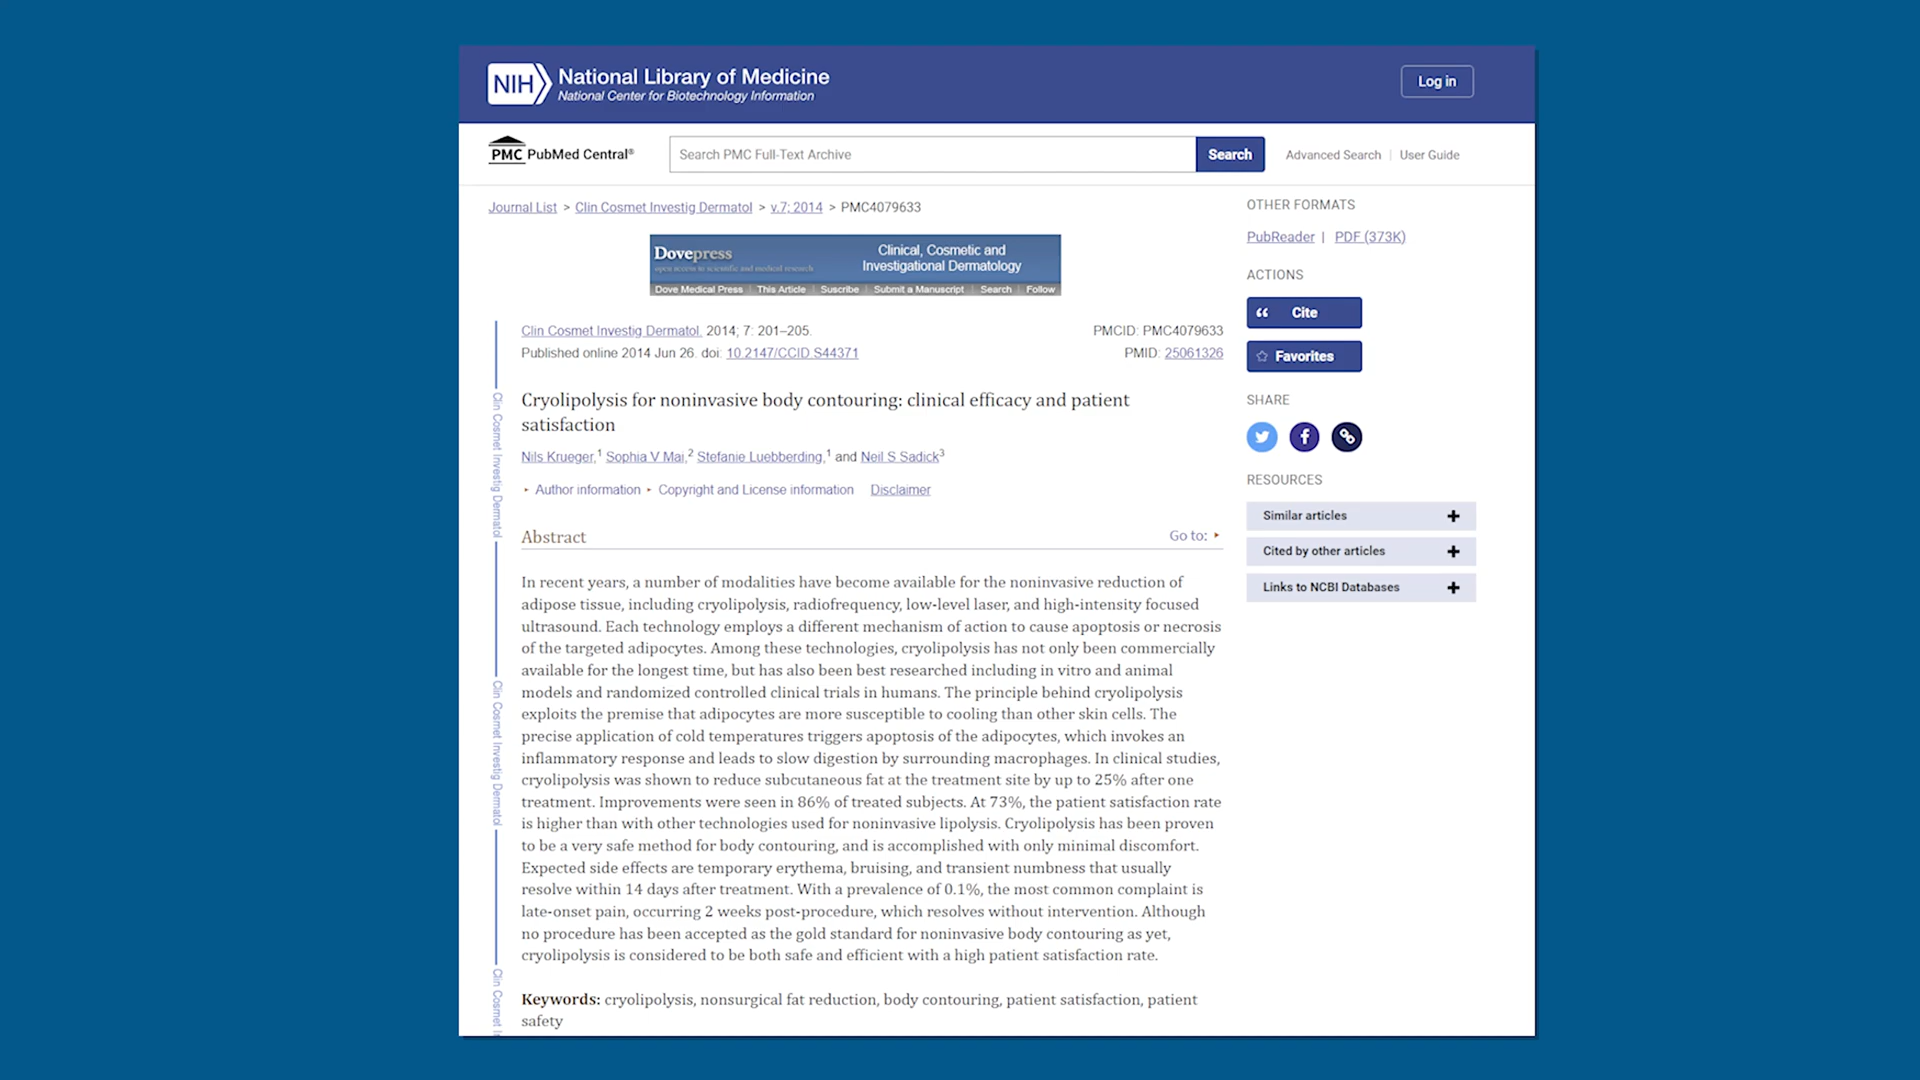 NIH National Library of Medicine
National Center for Biotechnology Information
Log in
PMC PubMed Central®
Search PMC Full-Text Archive
Search
Advanced Search | User Guide
Journal List > Clin Cosmet Investig Dermatol > v.7; 2014 > PMC4079633
Dovepress
open access to scientific and medical research
Clinical, Cosmetic and
Investigational Dermatology
Dove Medical Press | This Article | Suscribe | Submit a Manuscript | Search | Follow
Clin Cosmet Investig Dermatol. 2014; 7: 201–205.
PMCID: PMC4079633
Published online 2014 Jun 26. doi: 10.2147/CCID.S44371
PMID: 25061326
Cryolipolysis for noninvasive body contouring: clinical efficacy and patient
satisfaction
Nils Krueger,1 Sophia V Mai,2 Stefanie Luebberding,1 and Neil S Sadick3
Author information Copyright and License information Disclaimer
Abstract
Go to:
In recent years, a number of modalities have become available for the noninvasive reduction of
adipose tissue, including cryolipolysis, radiofrequency, low-level laser, and high-intensity focused
ultrasound. Each technology employs a different mechanism of action to cause apoptosis or necrosis
of the targeted adipocytes. Among these technologies, cryolipolysis has not only been commercially
available for the longest time, but has also been best researched including in vitro and animal
models and randomized controlled clinical trials in humans. The principle behind cryolipolysis
exploits the premise that adipocytes are more susceptible to cooling than other skin cells. The
precise application of cold temperatures triggers apoptosis of the adipocytes, which invokes an
inflammatory response and leads to slow digestion by surrounding macrophages. In clinical studies,
cryolipolysis was shown to reduce subcutaneous fat at the treatment site by up to 25% after one
treatment. Improvements were seen in 86% of treated subjects. At 73%, the patient satisfaction rate
is higher than with other technologies used for noninvasive lipolysis. Cryolipolysis has been proven
to be a very safe method for body contouring, and is accomplished with only minimal discomfort.
Expected side effects are temporary erythema, bruising, and transient numbness that usually
resolve within 14 days after treatment. With a prevalence of 0.1%, the most common complaint is
late-onset pain, occurring 2 weeks post-procedure, which resolves without intervention. Although
no procedure has been accepted as the gold standard for noninvasive body contouring as yet,
cryolipolysis is considered to be both safe and efficient with a high patient satisfaction rate.
Keywords: cryolipolysis, nonsurgical fat reduction, body contouring, patient satisfaction, patient
safety
Clin Cosmet Investig Dermatol
Clin Cosmet Investig Dermatol
Clin Cosmet
OTHER FORMATS
PubReader | PDF (373K)
ACTIONS
Cite
Favorites
SHARE
RESOURCES
Similar articles
Cited by other articles
Links to NCBI Databases